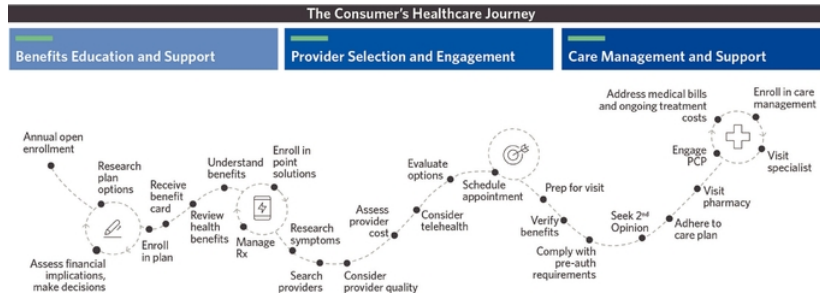 The Consumer's Healthcare Journey
Benefits Education and Support
Provider Selection and Engagement
Care Management and Support
Annual open
enrollment
Research
plan
options
Assess financial
implications,
make decisions
Enroll
in plan
Receive
benefit
card
Review
health
benefits
Understand
benefits
Manage
Rx
Enroll in
point
solutions
Research
symptoms
Search
providers
Consider
provider quality
Assess
provider
cost
Consider
telehealth
Evaluate
options
Schedule
appointment
Prep for visit
Verify
benefits
Comply with
pre-auth
requirements
Seek 2nd
Opinion
Adhere to
care plan
Visit
pharmacy
Engage
PCP
Address medical bills
and ongoing treatment
costs
Enroll in care
management
Visit
specialist